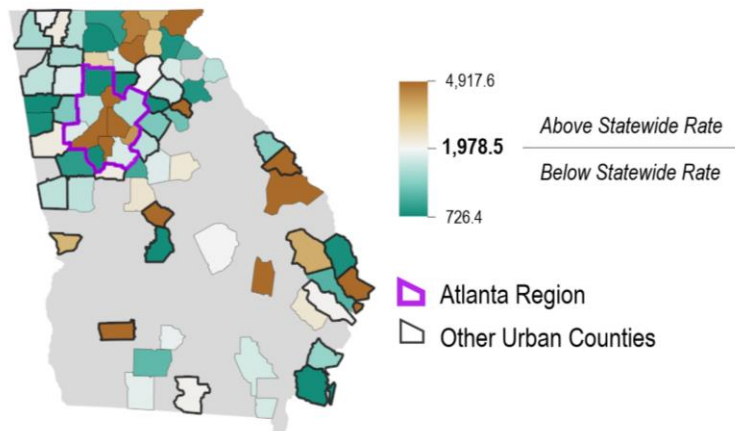 4,917.6
Above Statewide Rate
1,978.5
Below Statewide Rate
726.4
Atlanta Region
Other Urban Counties